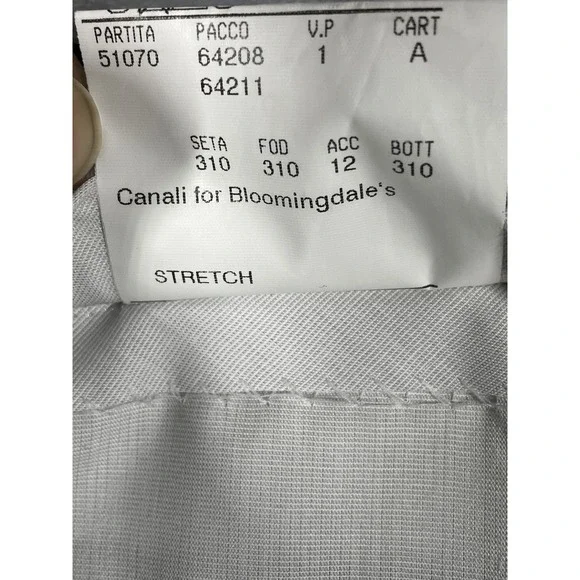 PARTITA PACCO V.P CART
51070 64208 1 A
64211
SETA FOD ACC BOTT
310 310 12 310
Canali for Bloomingdale's
STRETCH